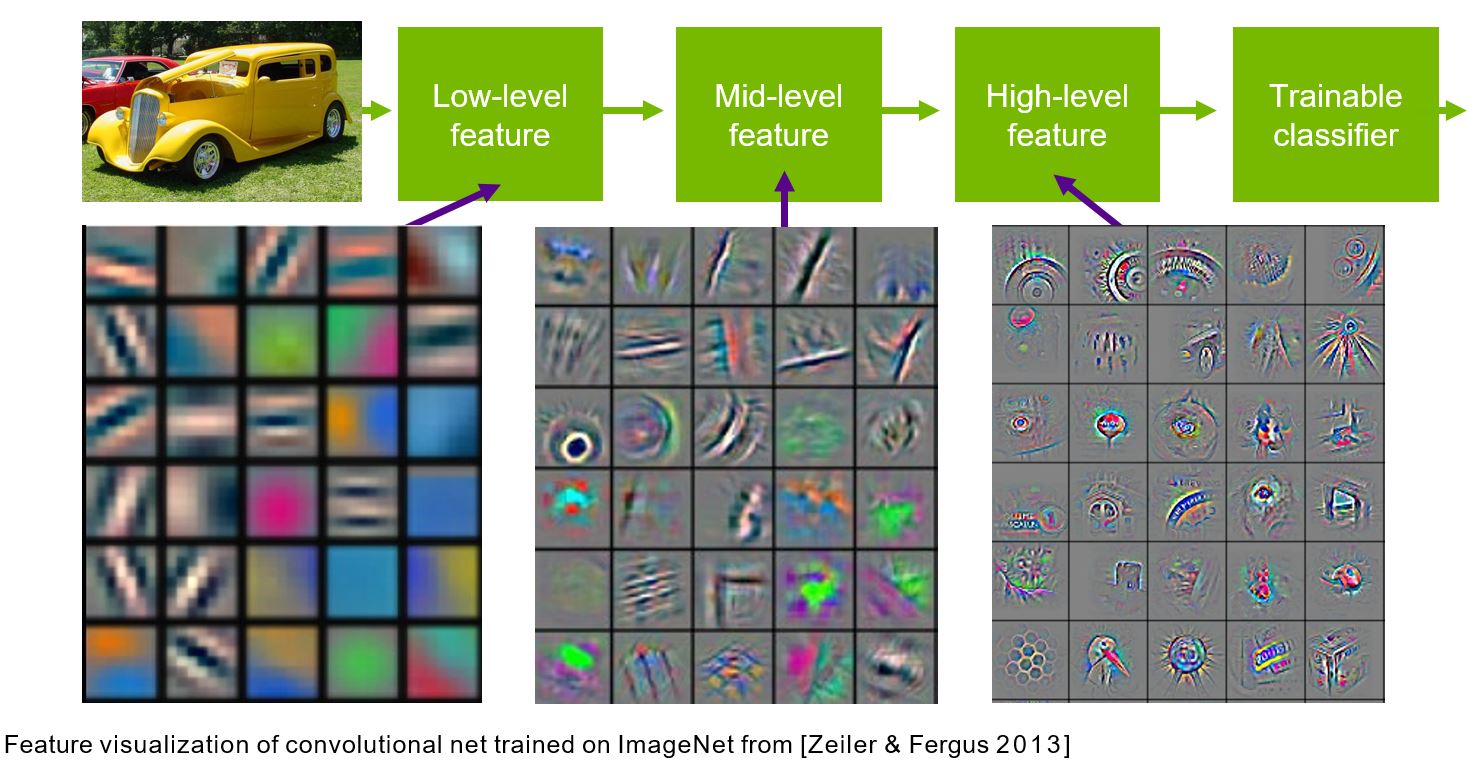 Low-level
feature
Mid-level
feature
High-level
feature
Trainable
classifier
Feature visualization of convolutional net trained on ImageNet from [Zeiler & Fergus 2013]